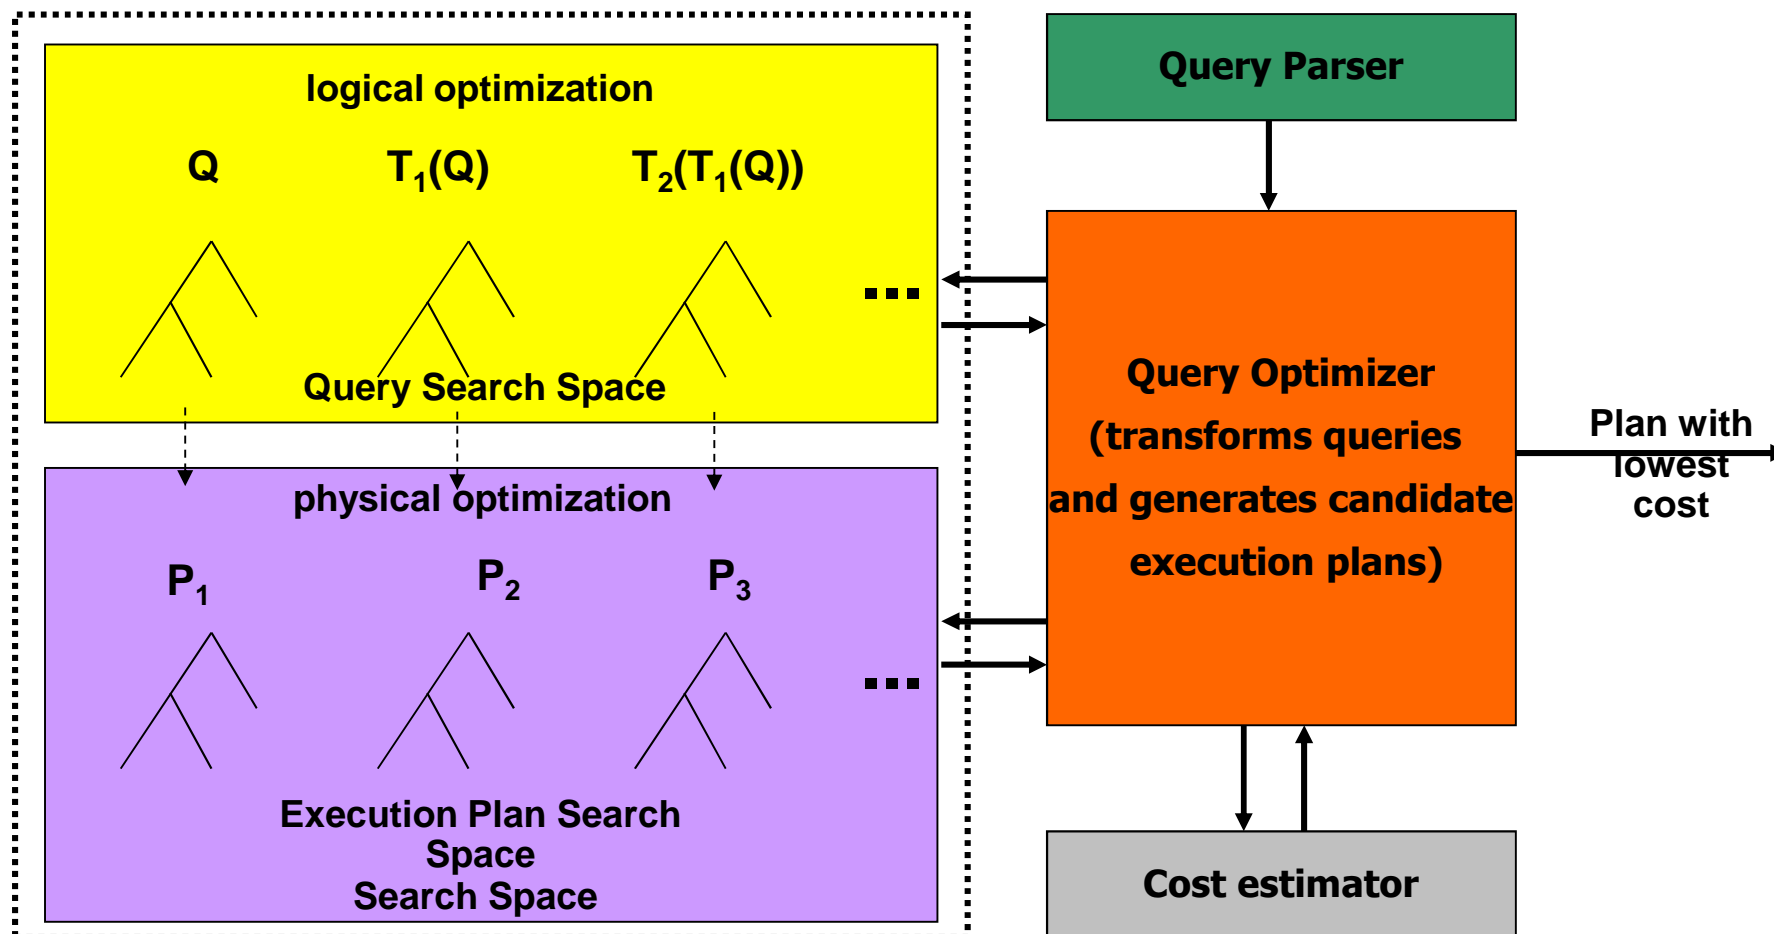 logical optimization
Q T₁(Q) T₂(T₁(Q))
...
Query Search Space
physical optimization
P₁ P₂ P₃
...
Execution Plan Search
Space
Search Space
Query Parser
Query Optimizer
(transforms queries
and generates candidate
execution plans)
Cost estimator
Plan with
lowest
cost